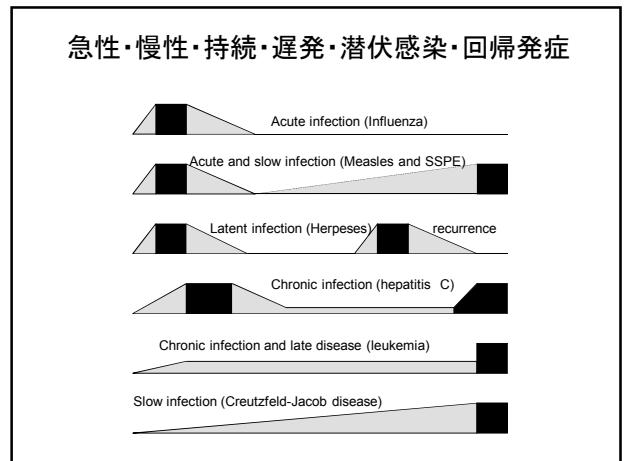 急性・慢性・持続・遅発・潜伏感染・回帰発症
Acute infection (Influenza)
Acute and slow infection (Measles and SSPE)
Latent infection (Herpeses) recurrence
Chronic infection (hepatitis C)
Chronic infection and late disease (leukemia)
Slow infection (Creutzfeld-Jacob disease)